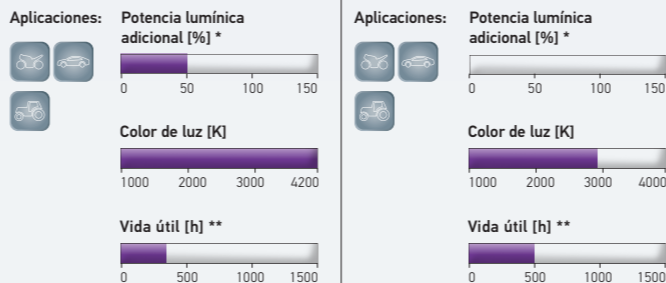 Aplicaciones:
Potencia lumínica
adicional [%] *
0 50 100 150
Color de luz [K]
1000 2000 3000 4200
Vida útil [h] **
0 500 1000 1500
Aplicaciones:
Potencia lumínica
adicional [%] *
0 50 100 150
Color de luz [K]
1000 2000 3000 4000
Vida útil [h] **
0 500 1000 1500